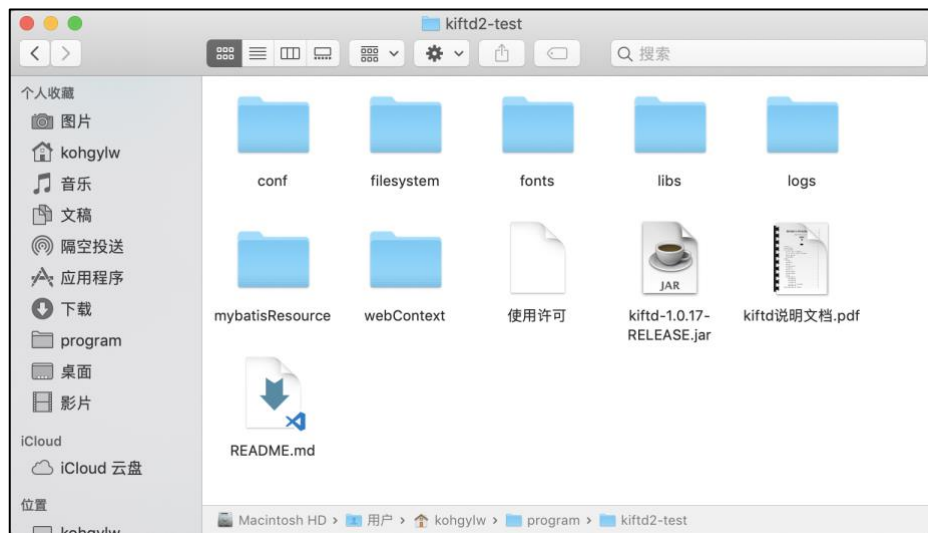 kiftd2-test
搜索
个人收藏
图片
kohgylw
音乐
文稿
隔空投送
应用程序
下载
program
桌面
影片
iCloud
iCloud 云盘
位置
kohgylw
conf
filesystem
fonts
libs
logs
mybatisResource
webContext
使用许可
JAR
kiftd-1.0.17-
RELEASE.jar
kiftd说明文档.pdf
README.md
Macintosh HD › 用户 › kohgylw › program › kiftd2-test